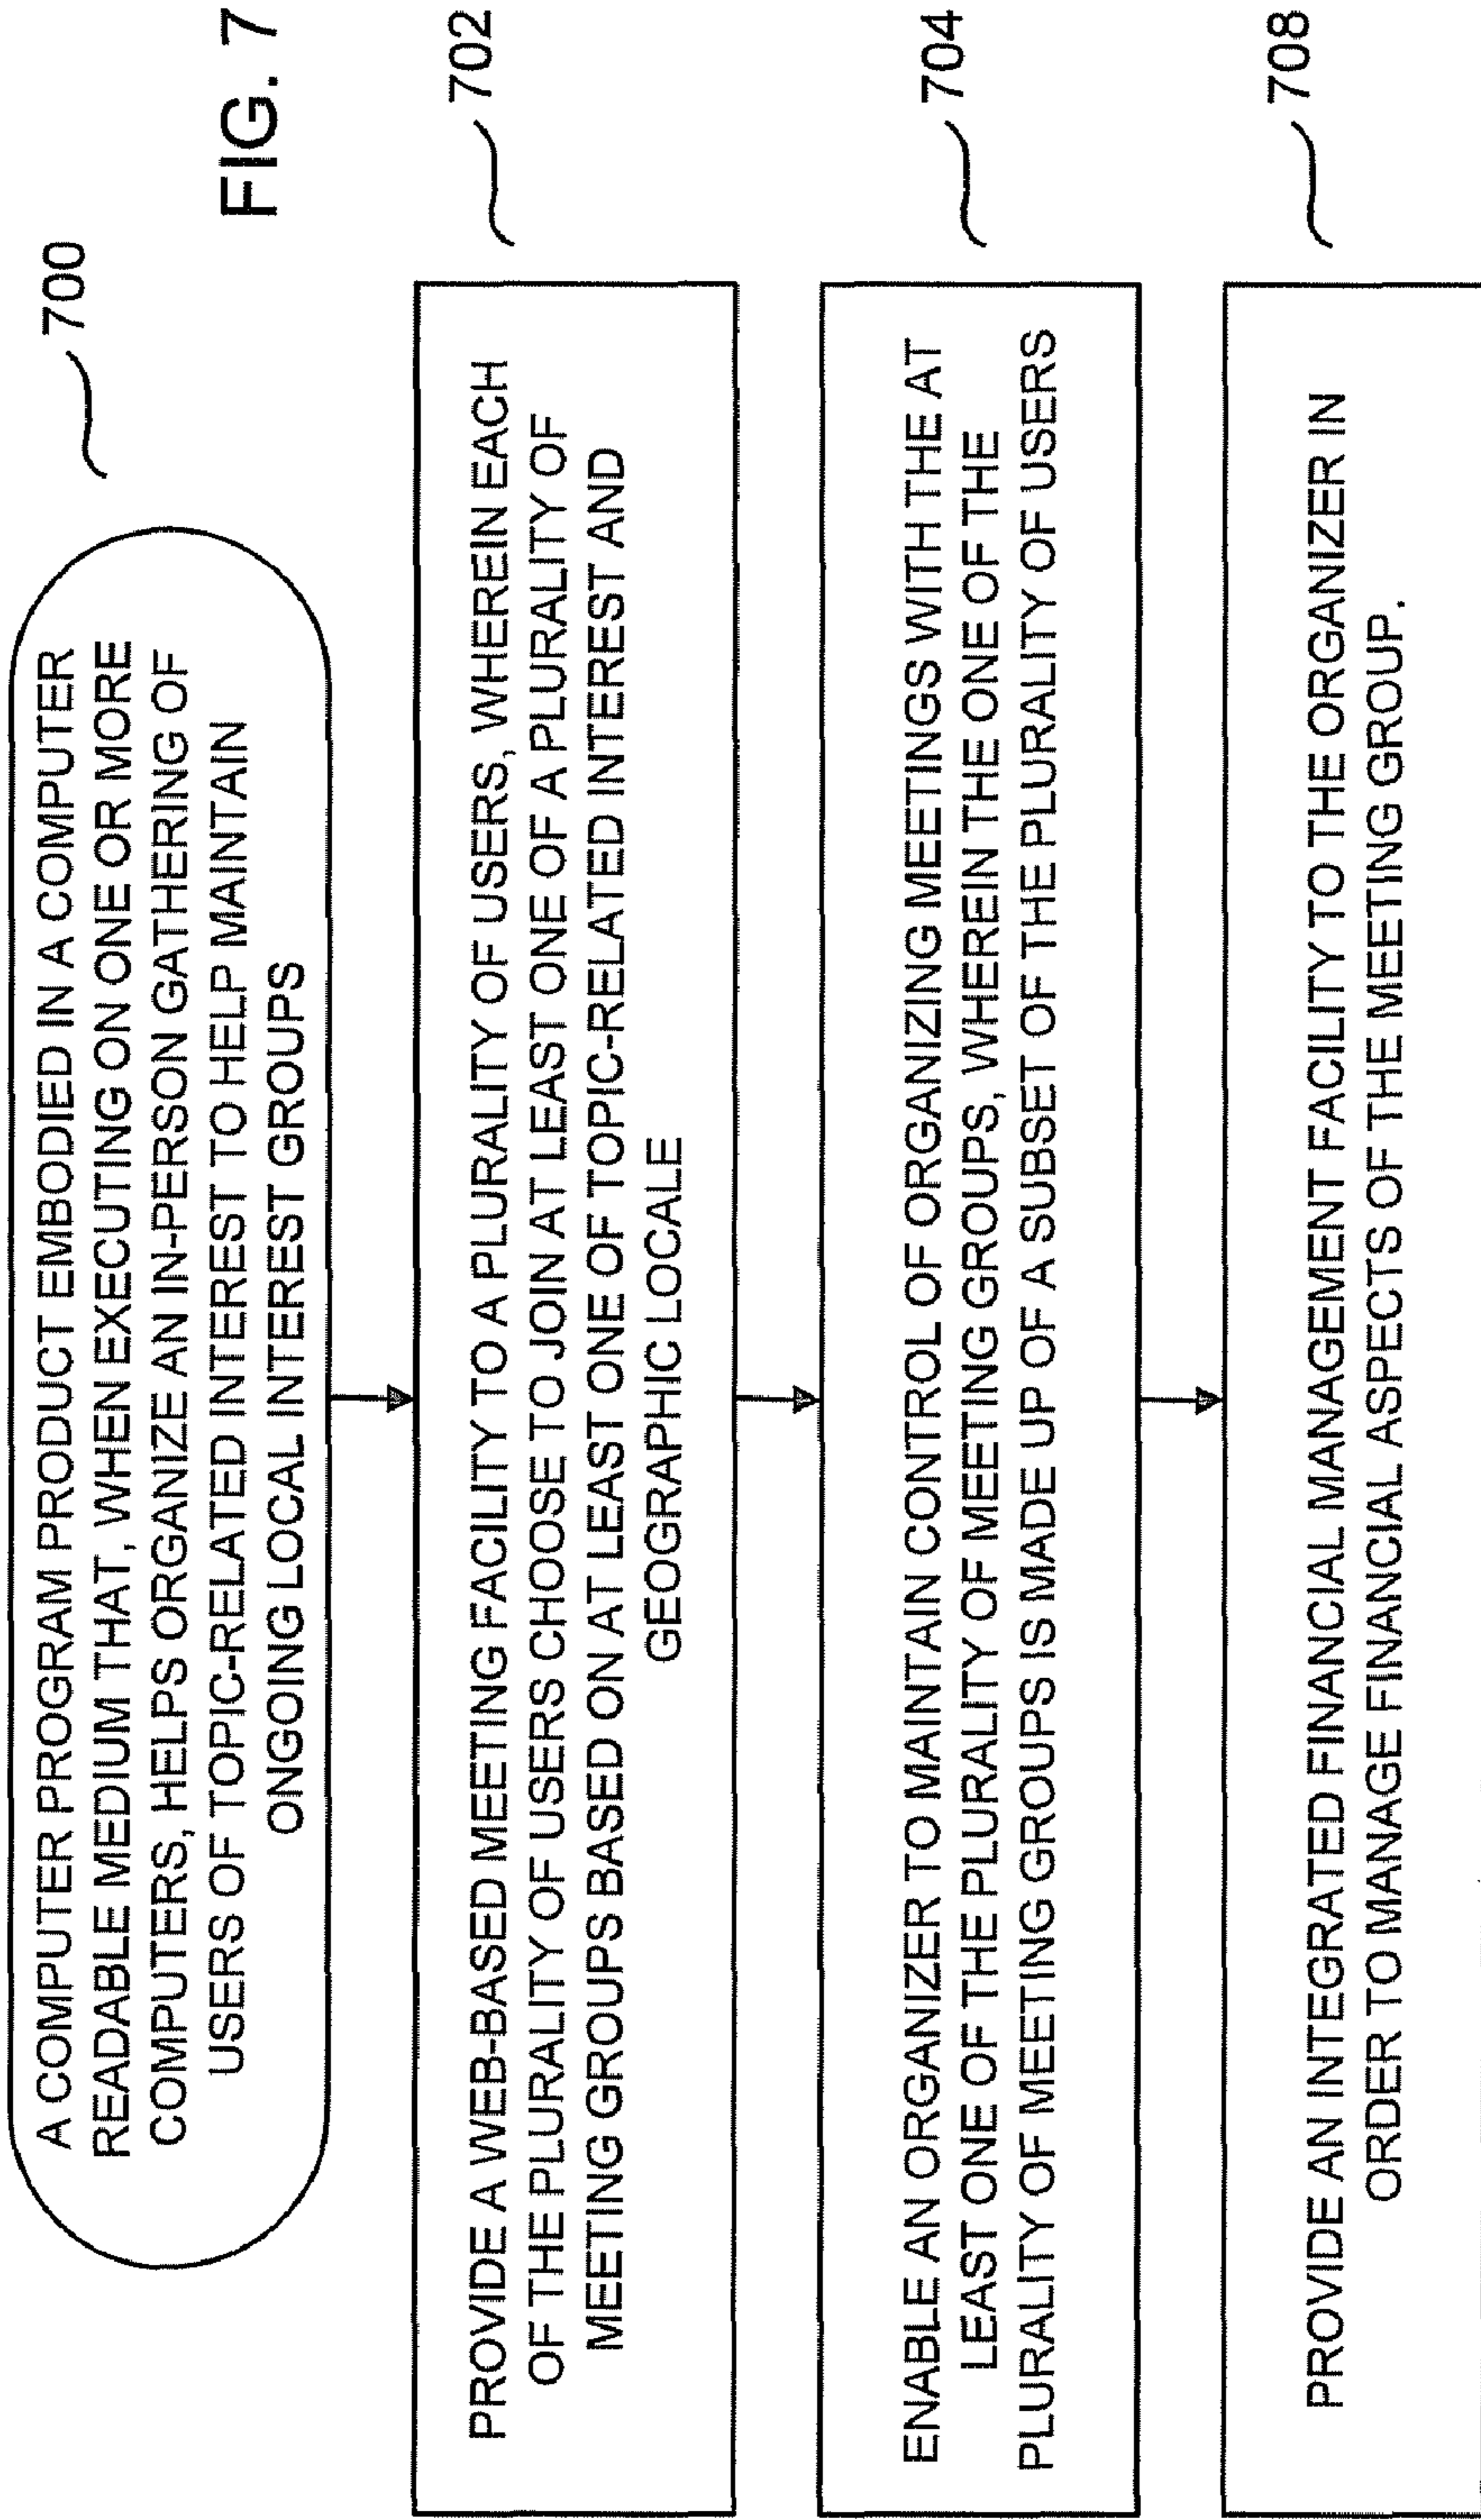 FIG. 7
700
A COMPUTER PROGRAM PRODUCT EMBODIED IN A COMPUTER
READABLE MEDIUM THAT, WHEN EXECUTING ON ONE OR MORE
COMPUTERS, HELPS ORGANIZE AN IN-PERSON GATHERING OF
USERS OF TOPIC-RELATED INTEREST TO HELP MAINTAIN
ONGOING LOCAL INTEREST GROUPS
702
PROVIDE A WEB-BASED MEETING FACILITY TO A PLURALITY OF USERS, WHEREIN EACH
OF THE PLURALITY OF USERS CHOOSE TO JOIN AT LEAST ONE OF A PLURALITY OF
MEETING GROUPS BASED ON AT LEAST ONE OF TOPIC-RELATED INTEREST AND
GEOGRAPHIC LOCALE
704
ENABLE AN ORGANIZER TO MAINTAIN CONTROL OF ORGANIZING MEETINGS WITH THE AT
LEAST ONE OF THE PLURALITY OF MEETING GROUPS, WHEREIN THE ONE OF THE
PLURALITY OF MEETING GROUPS IS MADE UP OF A SUBSET OF THE PLURALITY OF USERS
708
PROVIDE AN INTEGRATED FINANCIAL MANAGEMENT FACILITY TO THE ORGANIZER IN
ORDER TO MANAGE FINANCIAL ASPECTS OF THE MEETING GROUP.